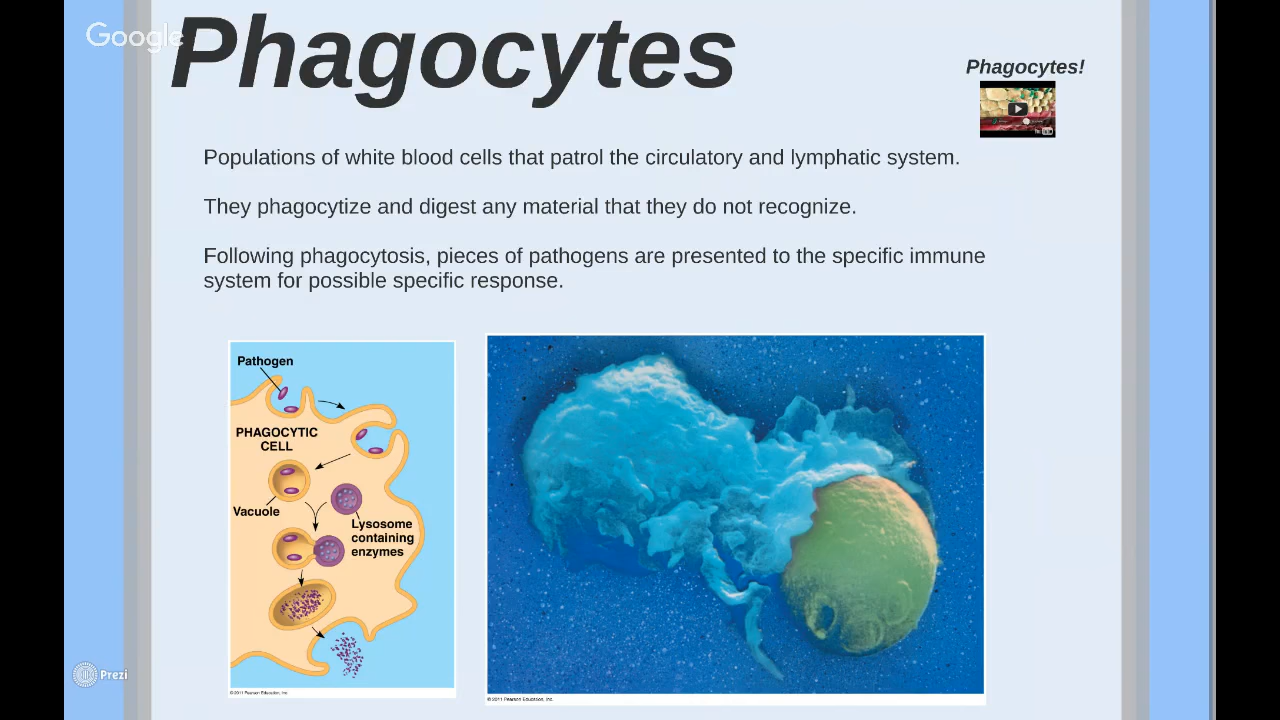 Google
Phagocytes
Phagocytes!
Populations of white blood cells that patrol the circulatory and lymphatic system.
They phagocytize and digest any material that they do not recognize.
Following phagocytosis, pieces of pathogens are presented to the specific immune
system for possible specific response.
Pathogen
PHAGOCYTIC
CELL
Vacuole
Lysosome
containing
enzymes
© 2011 Pearson Education, Inc.
© 2011 Pearson Education, Inc.
Prezi